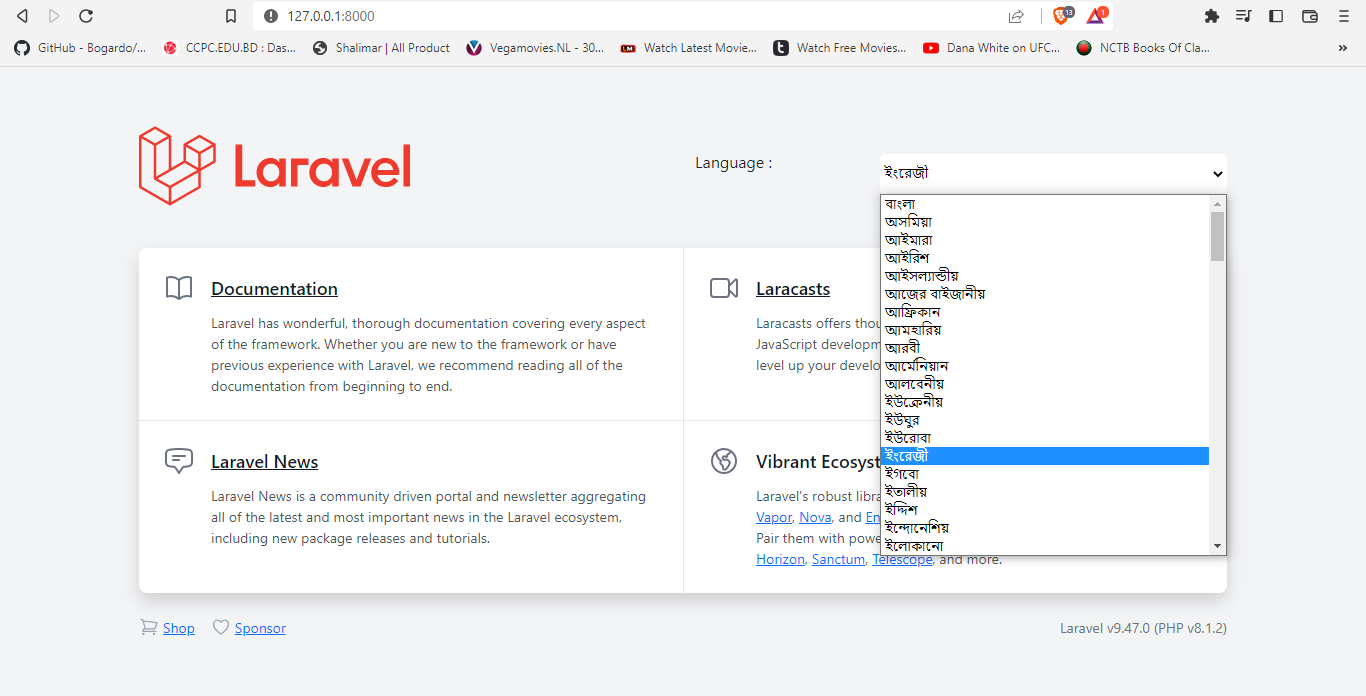 127.0.0.1:8000
13
1
GitHub - Bogardo/...
CCPC.EDU.BD : Das...
Shalimar | All Product
Vegamovies.NL - 30...
Watch Latest Movie...
Watch Free Movies...
Dana White on UFC...
NCTB Books Of Cla...
Laravel
Language :
ইংরেজী
বাংলা
অসমিয়া
আইমারা
আইরিশ
আইসল্যান্ডীয়
আজের বাইজানীয়
আফ্রিকান
আমহারিয়
আরবী
আর্মেনিয়ান
আলবেনীয়
ইউক্রেনীয়
ইউঘুর
ইউরোবা
ইংরেজী
ইগবো
ইতালীয়
ইদ্দিশ
ইন্দোনেশিয়
ইলোকানো
Documentation
Laravel has wonderful, thorough documentation covering every aspect
of the framework. Whether you are new to the framework or have
previous experience with Laravel, we recommend reading all of the
documentation from beginning to end.
Laracasts
Laracasts offers thou
JavaScript developm
level up your develo
Laravel News
Laravel News is a community driven portal and newsletter aggregating
all of the latest and most important news in the Laravel ecosystem,
including new package releases and tutorials.
Vibrant Ecosyst
Laravel's robust libra
Vapor, Nova, and En
Pair them with powe
Horizon, Sanctum, Telescope, and more.
Shop
Sponsor
Laravel v9.47.0 (PHP v8.1.2)